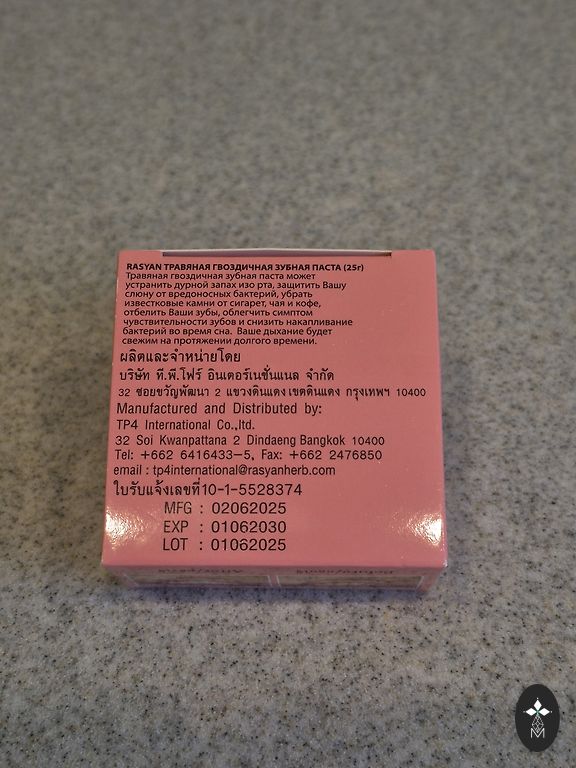 RASYAN ТРАВЯНАЯ ГВОЗДИЧНАЯ ЗУБНАЯ ПАСТА (25г)
Травяная гвоздичная зубная паста может
устранить дурной запах изо рта, защитить Вашу
слюну от вредоносных бактерий, убрать
известковые камни от сигарет, чая и кофе,
отбелить Ваши зубы, облегчить симптом
чувствительности зубов и снизить накапливание
бактерий во время сна. Ваше дыхание будет
свежим на протяжении долгого времени.
ผลิตและจำหน่ายโดย
บริษัท ที.พี.โฟร์ อินเตอร์เนชั่นแนล จำกัด
32 ซอยขวัญพัฒนา 2 แขวงดินแดง เขตดินแดง กรุงเทพฯ 10400
Manufactured and Distributed by:
TP4 International Co.,ltd.
32 Soi Kwanpattana 2 Dindaeng Bangkok 10400
Tel: +662 6416433-5, Fax: +662 2476850
email : tp4international@rasyanherb.com
ใบรับแจ้งเลขที่10-1-5528374
MFG : 02062025
EXP : 01062030
LOT : 01062025